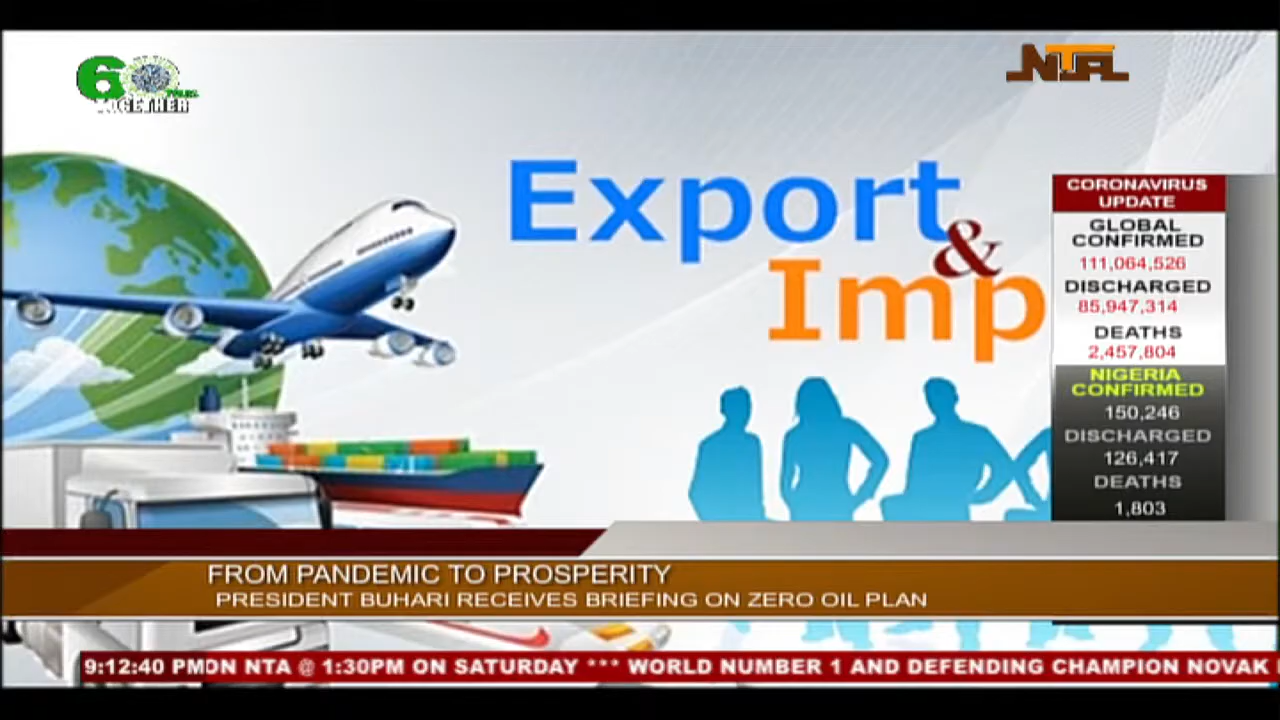 60
TOGETHER
NTA
Export
&
Imp
CORONAVIRUS
UPDATE
GLOBAL
CONFIRMED
111,064,526
DISCHARGED
85,947,314
DEATHS
2,457,804
NIGERIA
CONFIRMED
150,246
DISCHARGED
126,417
DEATHS
1,803
FROM PANDEMIC TO PROSPERITY
PRESIDENT BUHARI RECEIVES BRIEFING ON ZERO OIL PLAN
9:12:40 PMDN NTA @ 1:30PM ON SATURDAY *** WORLD NUMBER 1 AND DEFENDING CHAMPION NOVAK